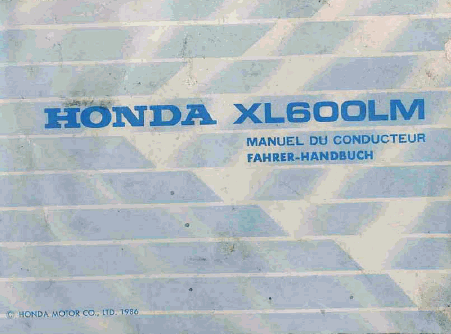 HONDA XL600LM
MANUEL DU CONDUCTEUR
FAHRER-HANDBUCH
© HONDA MOTOR CO., LTD. 1986